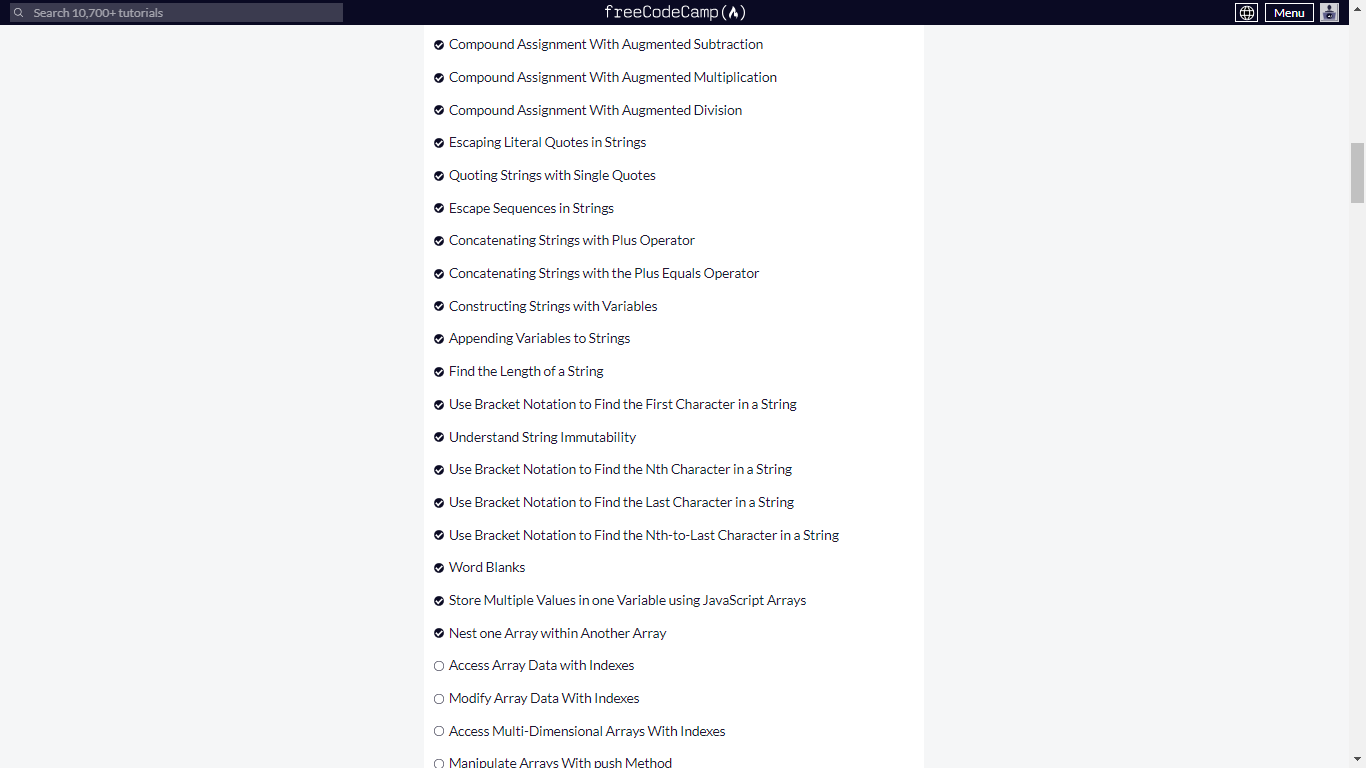 Search 10,700+ tutorials
freeCodeCamp
Menu
Compound Assignment With Augmented Subtraction
Compound Assignment With Augmented Multiplication
Compound Assignment With Augmented Division
Escaping Literal Quotes in Strings
Quoting Strings with Single Quotes
Escape Sequences in Strings
Concatenating Strings with Plus Operator
Concatenating Strings with the Plus Equals Operator
Constructing Strings with Variables
Appending Variables to Strings
Find the Length of a String
Use Bracket Notation to Find the First Character in a String
Understand String Immutability
Use Bracket Notation to Find the Nth Character in a String
Use Bracket Notation to Find the Last Character in a String
Use Bracket Notation to Find the Nth-to-Last Character in a String
Word Blanks
Store Multiple Values in one Variable using JavaScript Arrays
Nest one Array within Another Array
Access Array Data with Indexes
Modify Array Data With Indexes
Access Multi-Dimensional Arrays With Indexes
Manipulate Arrays With push Method